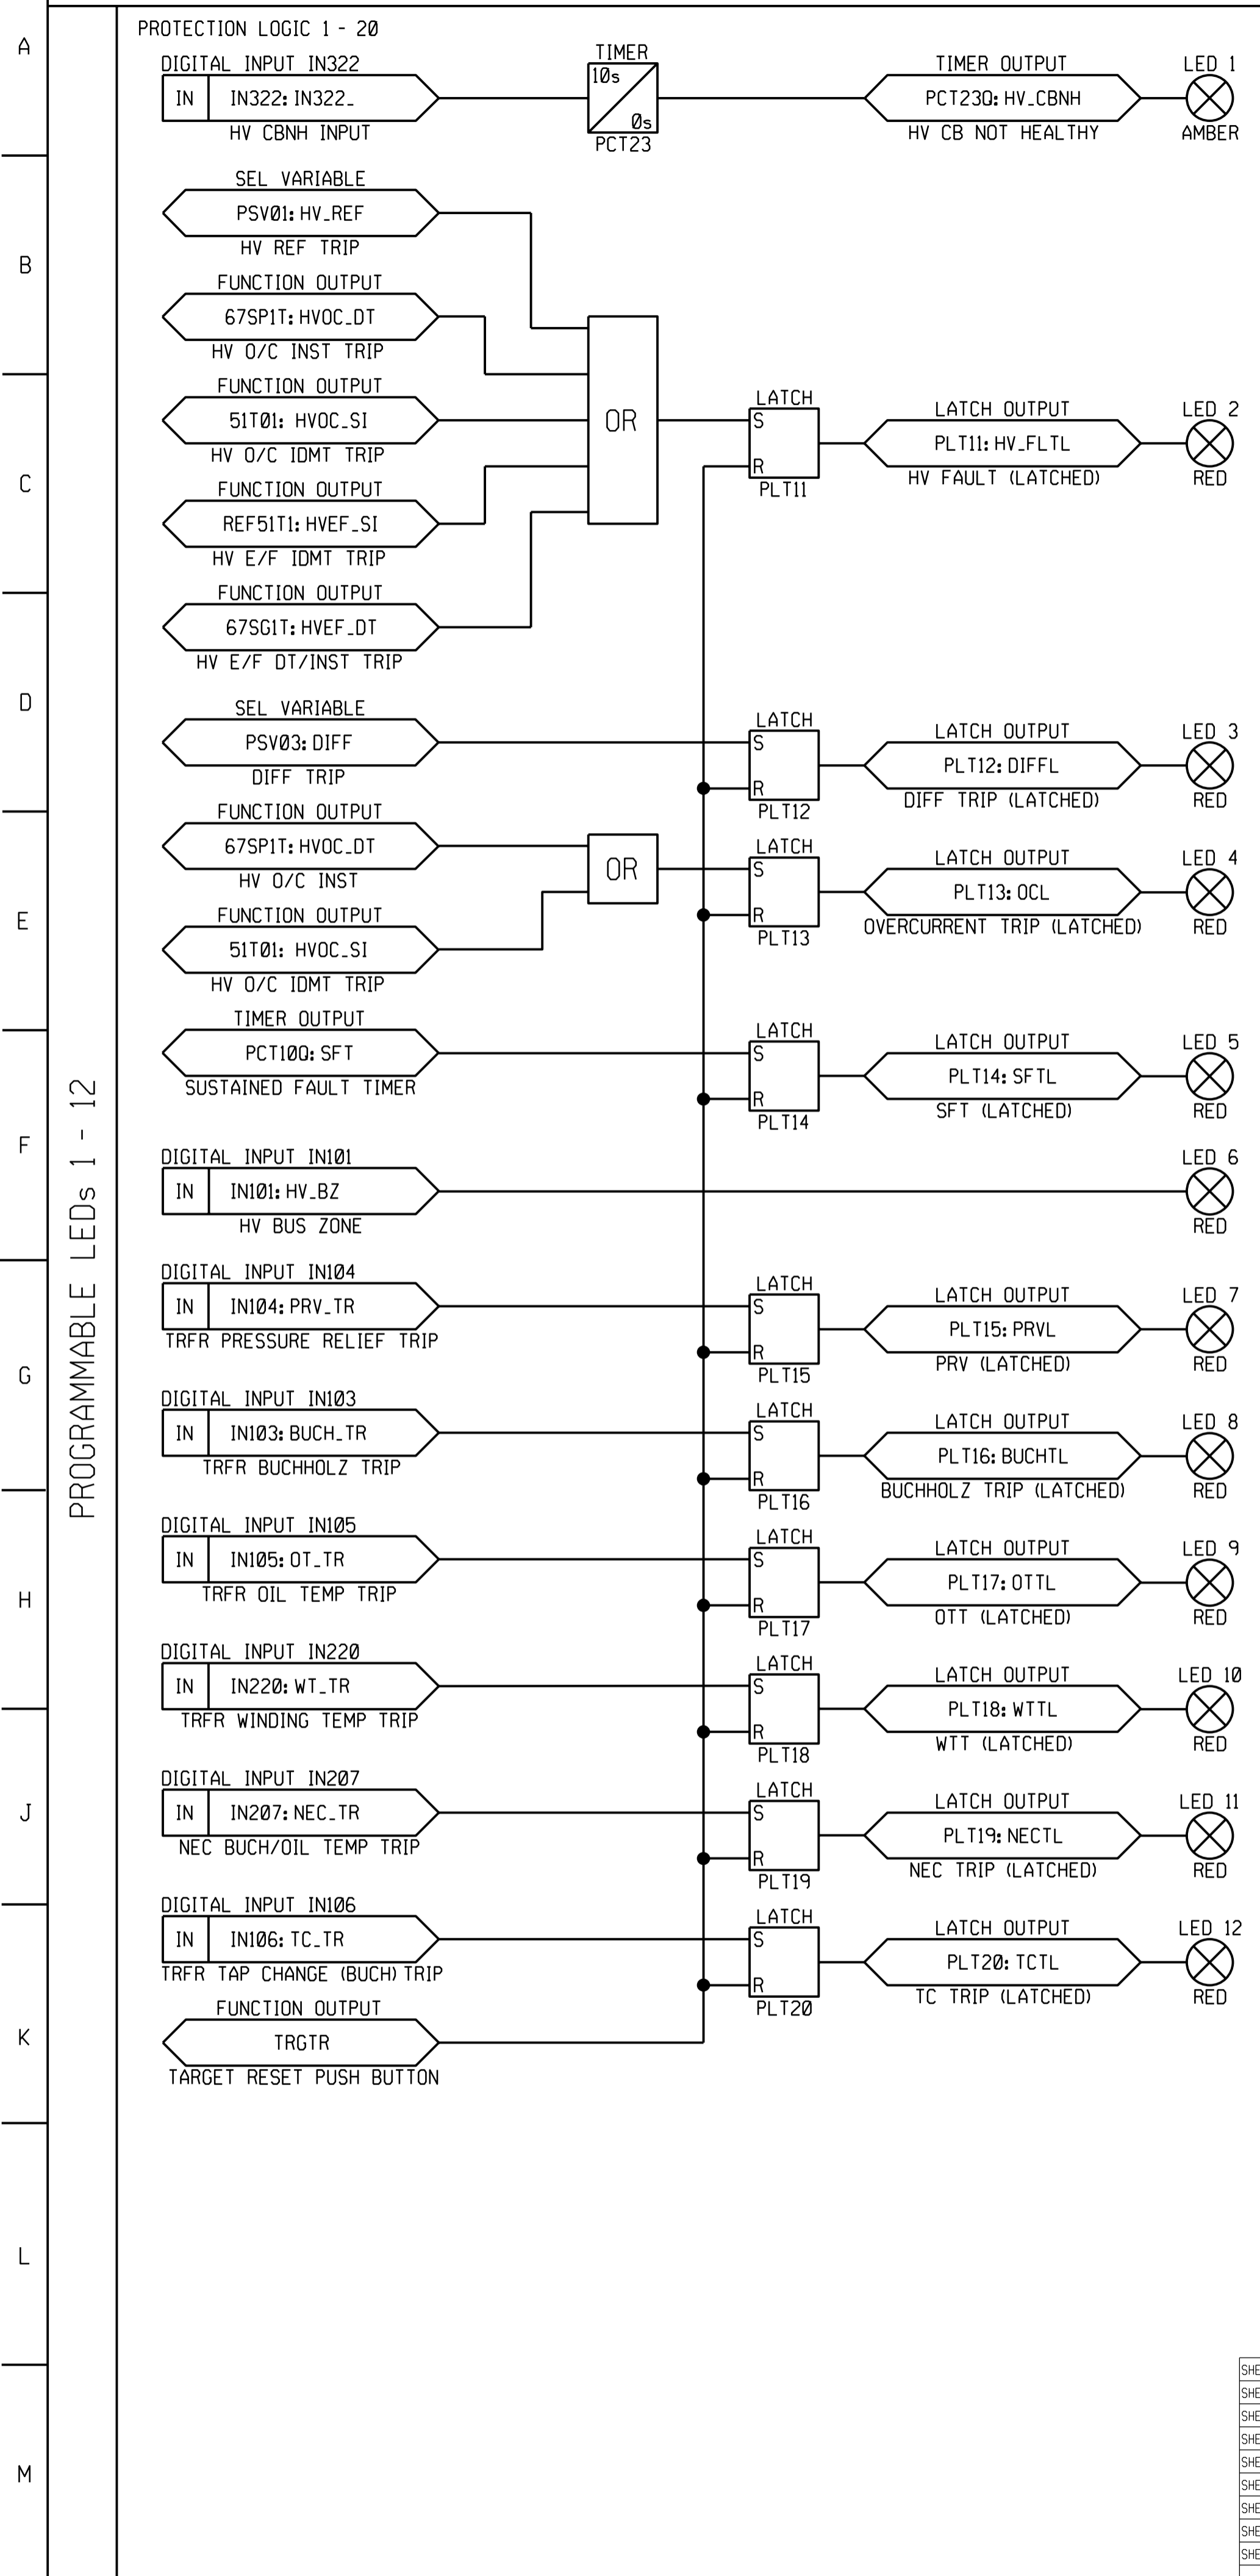 A
B
C
D
E
F
G
H
J
K
L
M
PROGRAMMABLE LEDs 1 - 12
PROTECTION LOGIC 1 - 20
DIGITAL INPUT IN322
IN IN322: IN322_
HV CBNH INPUT
TIMER
10s
0s
PCT23
TIMER OUTPUT
PCT23Q: HV_CBNH
HV CB NOT HEALTHY
LED 1
AMBER
SEL VARIABLE
PSV01: HV_REF
HV REF TRIP
FUNCTION OUTPUT
67SP1T: HVOC_DT
HV O/C INST TRIP
FUNCTION OUTPUT
51T01: HVOC_SI
HV O/C IDMT TRIP
FUNCTION OUTPUT
REF51T1: HVEF_SI
HV E/F IDMT TRIP
FUNCTION OUTPUT
67SG1T: HVEF_DT
HV E/F DT/INST TRIP
OR
LATCH
S
R
PLT11
LATCH OUTPUT
PLT11: HV_FLTL
HV FAULT (LATCHED)
LED 2
RED
SEL VARIABLE
PSV03: DIFF
DIFF TRIP
LATCH
S
R
PLT12
LATCH OUTPUT
PLT12: DIFFL
DIFF TRIP (LATCHED)
LED 3
RED
FUNCTION OUTPUT
67SP1T: HVOC_DT
HV O/C INST
FUNCTION OUTPUT
51T01: HVOC_SI
HV O/C IDMT TRIP
OR
LATCH
S
R
PLT13
LATCH OUTPUT
PLT13: OCL
OVERCURRENT TRIP (LATCHED)
LED 4
RED
TIMER OUTPUT
PCT10Q: SFT
SUSTAINED FAULT TIMER
LATCH
S
R
PLT14
LATCH OUTPUT
PLT14: SFTL
SFT (LATCHED)
LED 5
RED
DIGITAL INPUT IN101
IN IN101: HV_BZ
HV BUS ZONE
LED 6
RED
DIGITAL INPUT IN104
IN IN104: PRV_TR
TRFR PRESSURE RELIEF TRIP
LATCH
S
R
PLT15
LATCH OUTPUT
PLT15: PRVL
PRV (LATCHED)
LED 7
RED
DIGITAL INPUT IN103
IN IN103: BUCH_TR
TRFR BUCHHOLZ TRIP
LATCH
S
R
PLT16
LATCH OUTPUT
PLT16: BUCHTL
BUCHHOLZ TRIP (LATCHED)
LED 8
RED
DIGITAL INPUT IN105
IN IN105: OT_TR
TRFR OIL TEMP TRIP
LATCH
S
R
PLT17
LATCH OUTPUT
PLT17: OTTL
OTT (LATCHED)
LED 9
RED
DIGITAL INPUT IN220
IN IN220: WT_TR
TRFR WINDING TEMP TRIP
LATCH
S
R
PLT18
LATCH OUTPUT
PLT18: WTTL
WTT (LATCHED)
LED 10
RED
DIGITAL INPUT IN207
IN IN207: NEC_TR
NEC BUCH/OIL TEMP TRIP
LATCH
S
R
PLT19
LATCH OUTPUT
PLT19: NECTL
NEC TRIP (LATCHED)
LED 11
RED
DIGITAL INPUT IN106
IN IN106: TC_TR
TRFR TAP CHANGE (BUCH) TRIP
LATCH
S
R
PLT20
LATCH OUTPUT
PLT20: TCTL
TC TRIP (LATCHED)
LED 12
RED
FUNCTION OUTPUT
TRGTR
TARGET RESET PUSH BUTTON
SHE
SHE
SHE
SHE
SHE
SHE
SHE
SHE
SHE